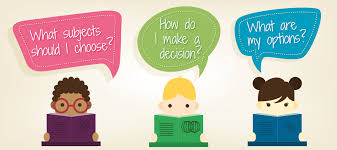 What subjects
should I choose?
How do
I make a
decision?
What are
my options?